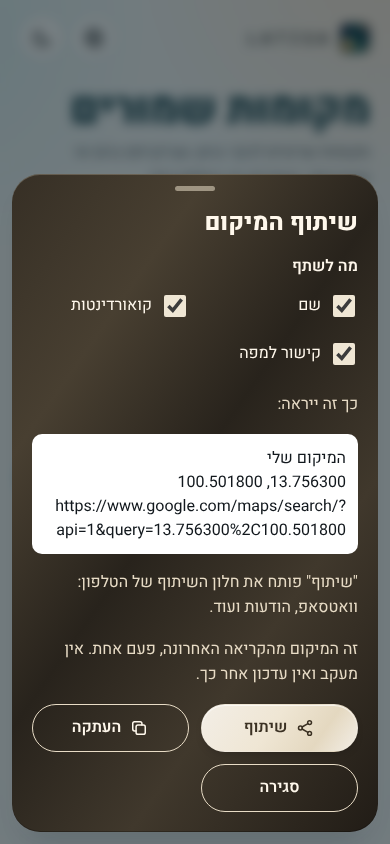 מקומות שמורים
שיתוף המיקום
מה לשתף
שם
קואורדינטות
קישור למפה
כך זה ייראה:
המיקום שלי
13.756300, 100.501800
https://www.google.com/maps/search/?
api=1&query=13.756300%2C100.501800
"שיתוף" פותח את חלון השיתוף של הטלפון:
וואטסאפ, הודעות ועוד.
זה המיקום מהקריאה האחרונה, פעם אחת. אין
מעקב ואין עדכון אחר כך.
שיתוף
העתקה
סגירה